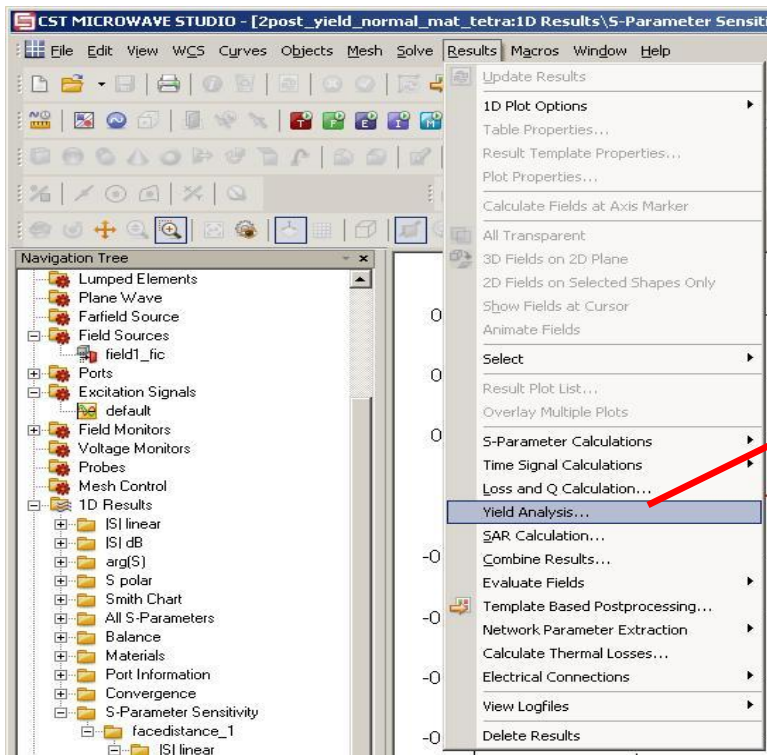 CST MICROWAVE STUDIO - [2post_yield_normal_mat_tetra:1D Results\S-Parameter Sensiti
File Edit View WCS Curves Objects Mesh Solve Results Macros Window Help
Update Results
1D Plot Options
Table Properties...
Result Template Properties...
Plot Properties...
Calculate Fields at Axis Marker
All Transparent
3D Fields on 2D Plane
2D Fields on Selected Shapes Only
Show Fields at Cursor
Animate Fields
Select
Result Plot List...
Overlay Multiple Plots
S-Parameter Calculations
Time Signal Calculations
Loss and Q Calculation...
Yield Analysis...
SAR Calculation...
Combine Results...
Evaluate Fields
Template Based Postprocessing...
Network Parameter Extraction
Calculate Thermal Losses...
Electrical Connections
View Logfiles
Delete Results
Navigation Tree
Lumped Elements
Plane Wave
Farfield Source
Field Sources
field1_fic
Ports
Excitation Signals
default
Field Monitors
Voltage Monitors
Probes
Mesh Control
1D Results
|S| linear
|S| dB
arg(S)
S polar
Smith Chart
All S-Parameters
Balance
Materials
Port Information
Convergence
S-Parameter Sensitivity
facedistance_1
|S| linear
0
0
0
-0
-0
-0
-0